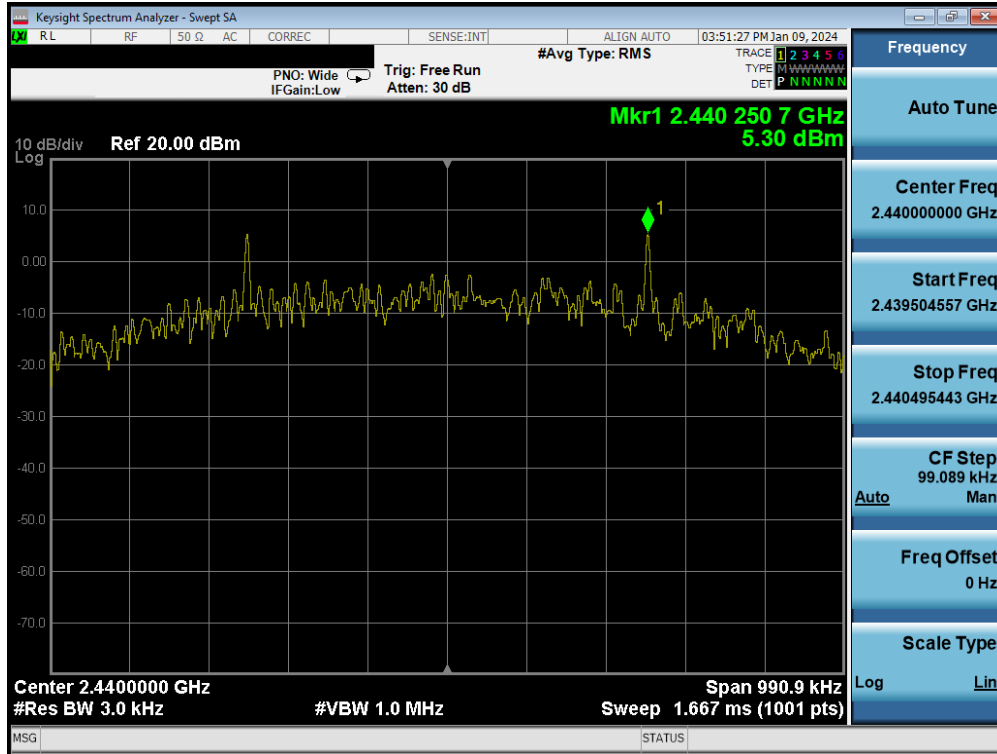 Keysight Spectrum Analyzer - Swept SA
LXI RL RF 50 Ω AC CORREC SENSE:INT ALIGN AUTO 03:51:27 PM Jan 09, 2024
#Avg Type: RMS
TRACE 1 2 3 4 5 6
TYPE M WWWWW
DET P N N N N N
PNO: Wide Trig: Free Run
IFGain:Low Atten: 30 dB
Mkr1 2.440 250 7 GHz
5.30 dBm
10 dB/div Ref 20.00 dBm
Log
1
10.0
0.00
-10.0
-20.0
-30.0
-40.0
-50.0
-60.0
-70.0
Center 2.4400000 GHz Span 990.9 kHz
#Res BW 3.0 kHz #VBW 1.0 MHz Sweep 1.667 ms (1001 pts)
MSG STATUS
Frequency
Auto Tune
Center Freq
2.440000000 GHz
Start Freq
2.439504557 GHz
Stop Freq
2.440495443 GHz
CF Step
99.089 kHz
Auto Man
Freq Offset
0 Hz
Scale Type
Log Lin